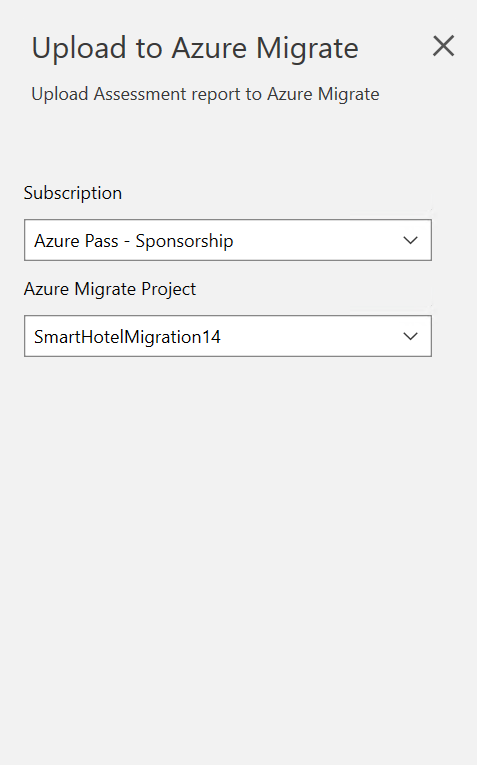 Upload to Azure Migrate
Upload Assessment report to Azure Migrate
Subscription
Azure Pass - Sponsorship
Azure Migrate Project
SmartHotelMigration14